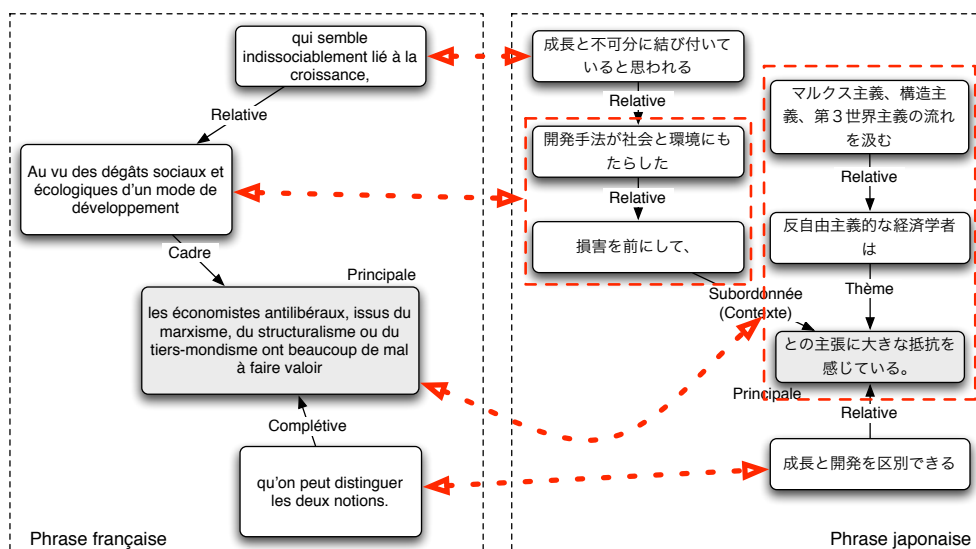 qui semble
indissociablement lié à la
croissance,
Relative
Au vu des dégâts sociaux et
écologiques d'un mode de
développement
Cadre
Principale
les économistes antilibéraux, issus du
marxisme, du structuralisme ou du
tiers-mondisme ont beaucoup de mal
à faire valoir
Complétive
qu'on peut distinguer
les deux notions.
Phrase française
成長と不可分に結び付いて
いると思われる
Relative
開発手法が社会と環境にも
たらした
Relative
損害を前にして、
Subordonnée
(Contexte)
マルクス主義、構造主
義、第３世界主義の流れ
を汲む
Relative
反自由主義的な経済学者
は
Thème
との主張に大きな抵抗を
感じている。
Principale
Relative
成長と開発を区別できる
Phrase japonaise